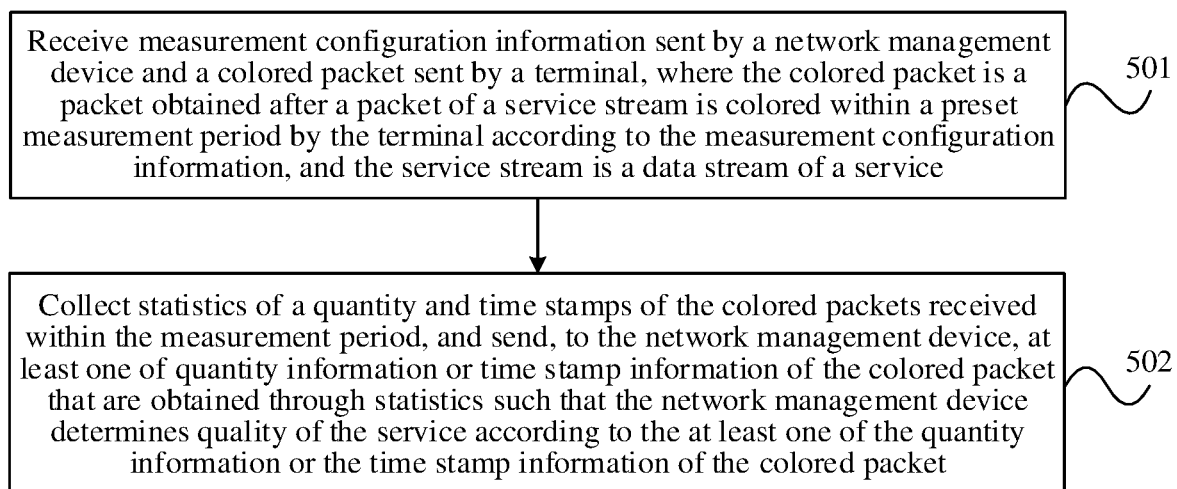 Receive measurement configuration information sent by a network management
device and a colored packet sent by a terminal, where the colored packet is a
packet obtained after a packet of a service stream is colored within a preset
measurement period by the terminal according to the measurement configuration
information, and the service stream is a data stream of a service
501
Collect statistics of a quantity and time stamps of the colored packets received
within the measurement period, and send, to the network management device, at
least one of quantity information or time stamp information of the colored packet
that are obtained through statistics such that the network management device
determines quality of the service according to the at least one of the quantity
information or the time stamp information of the colored packet
502